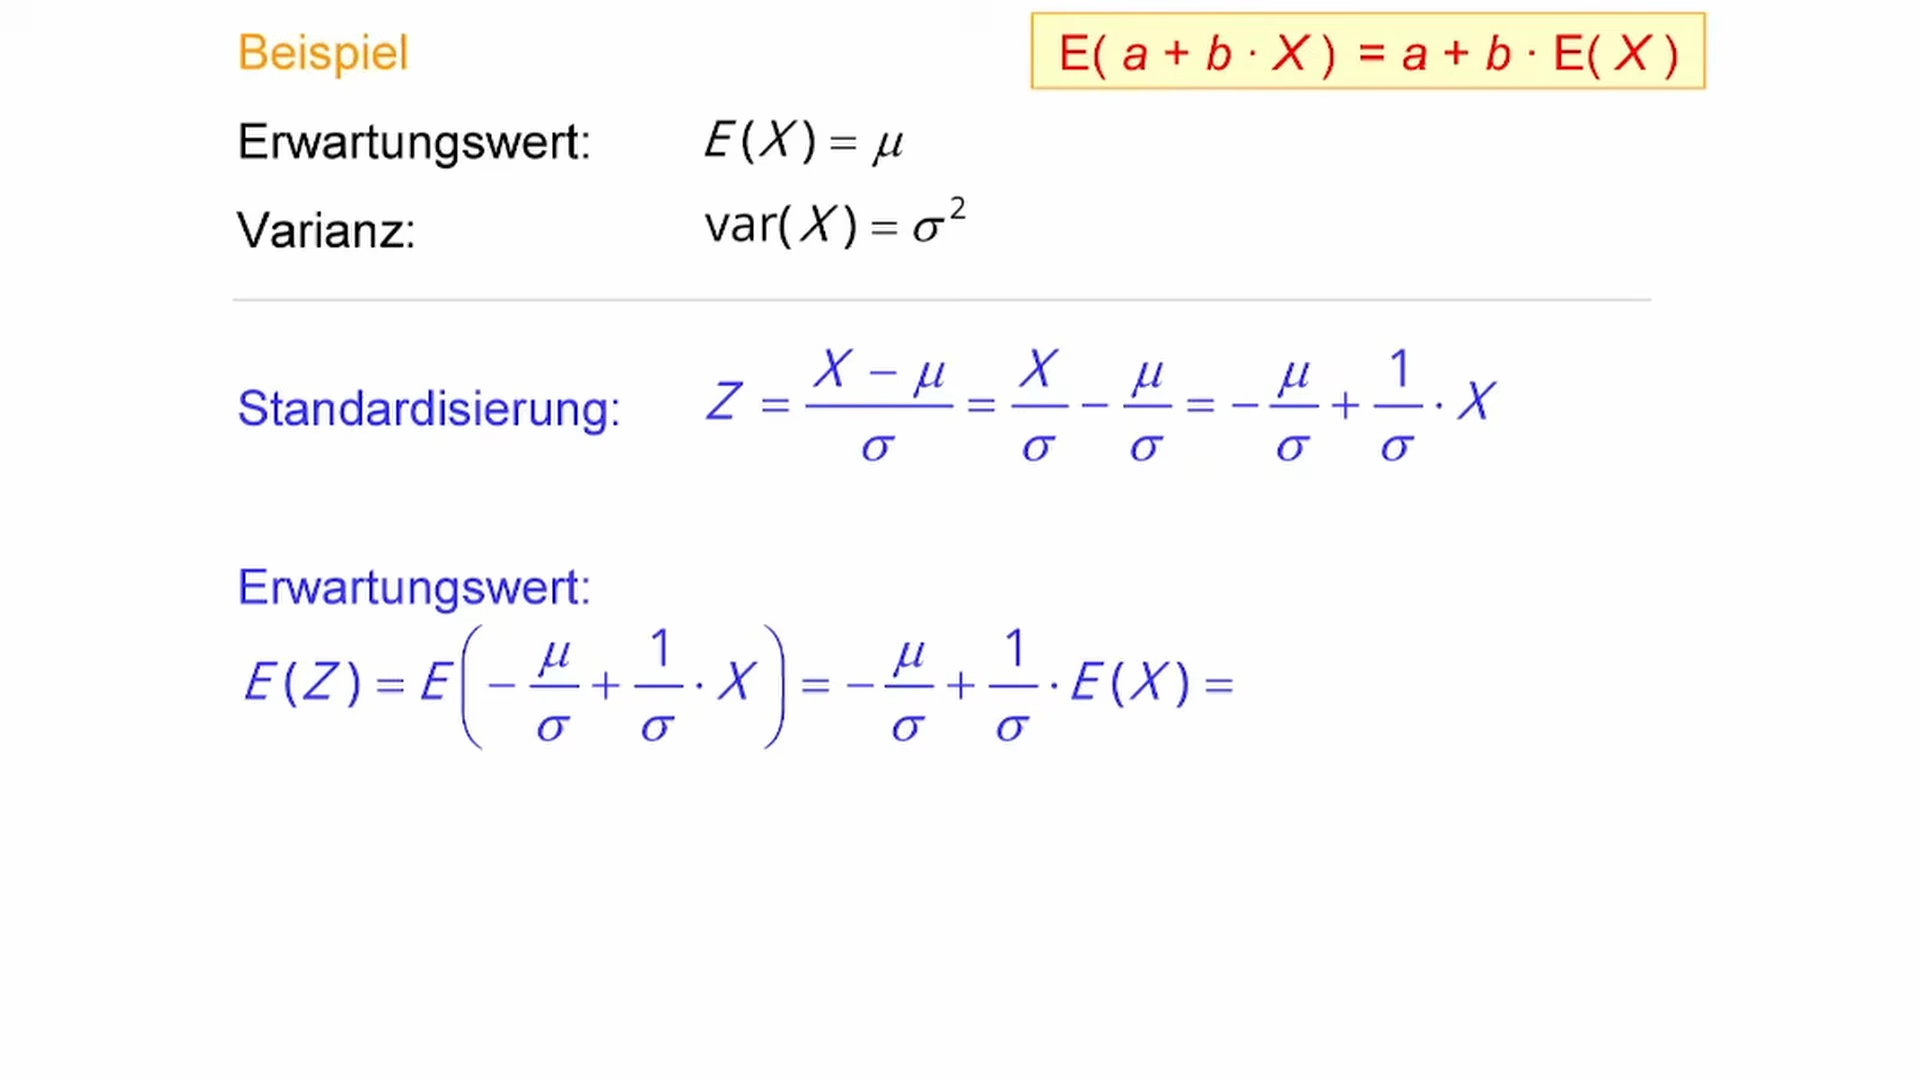 Beispiel
E( a + b · X ) = a + b · E( X )
Erwartungswert: E(X) = μ
Varianz: var(X) = σ²
Standardisierung: Z = (X − μ)/σ = X/σ − μ/σ = −μ/σ + 1/σ · X
Erwartungswert:
E(Z) = E(−μ/σ + 1/σ · X) = −μ/σ + 1/σ · E(X) =